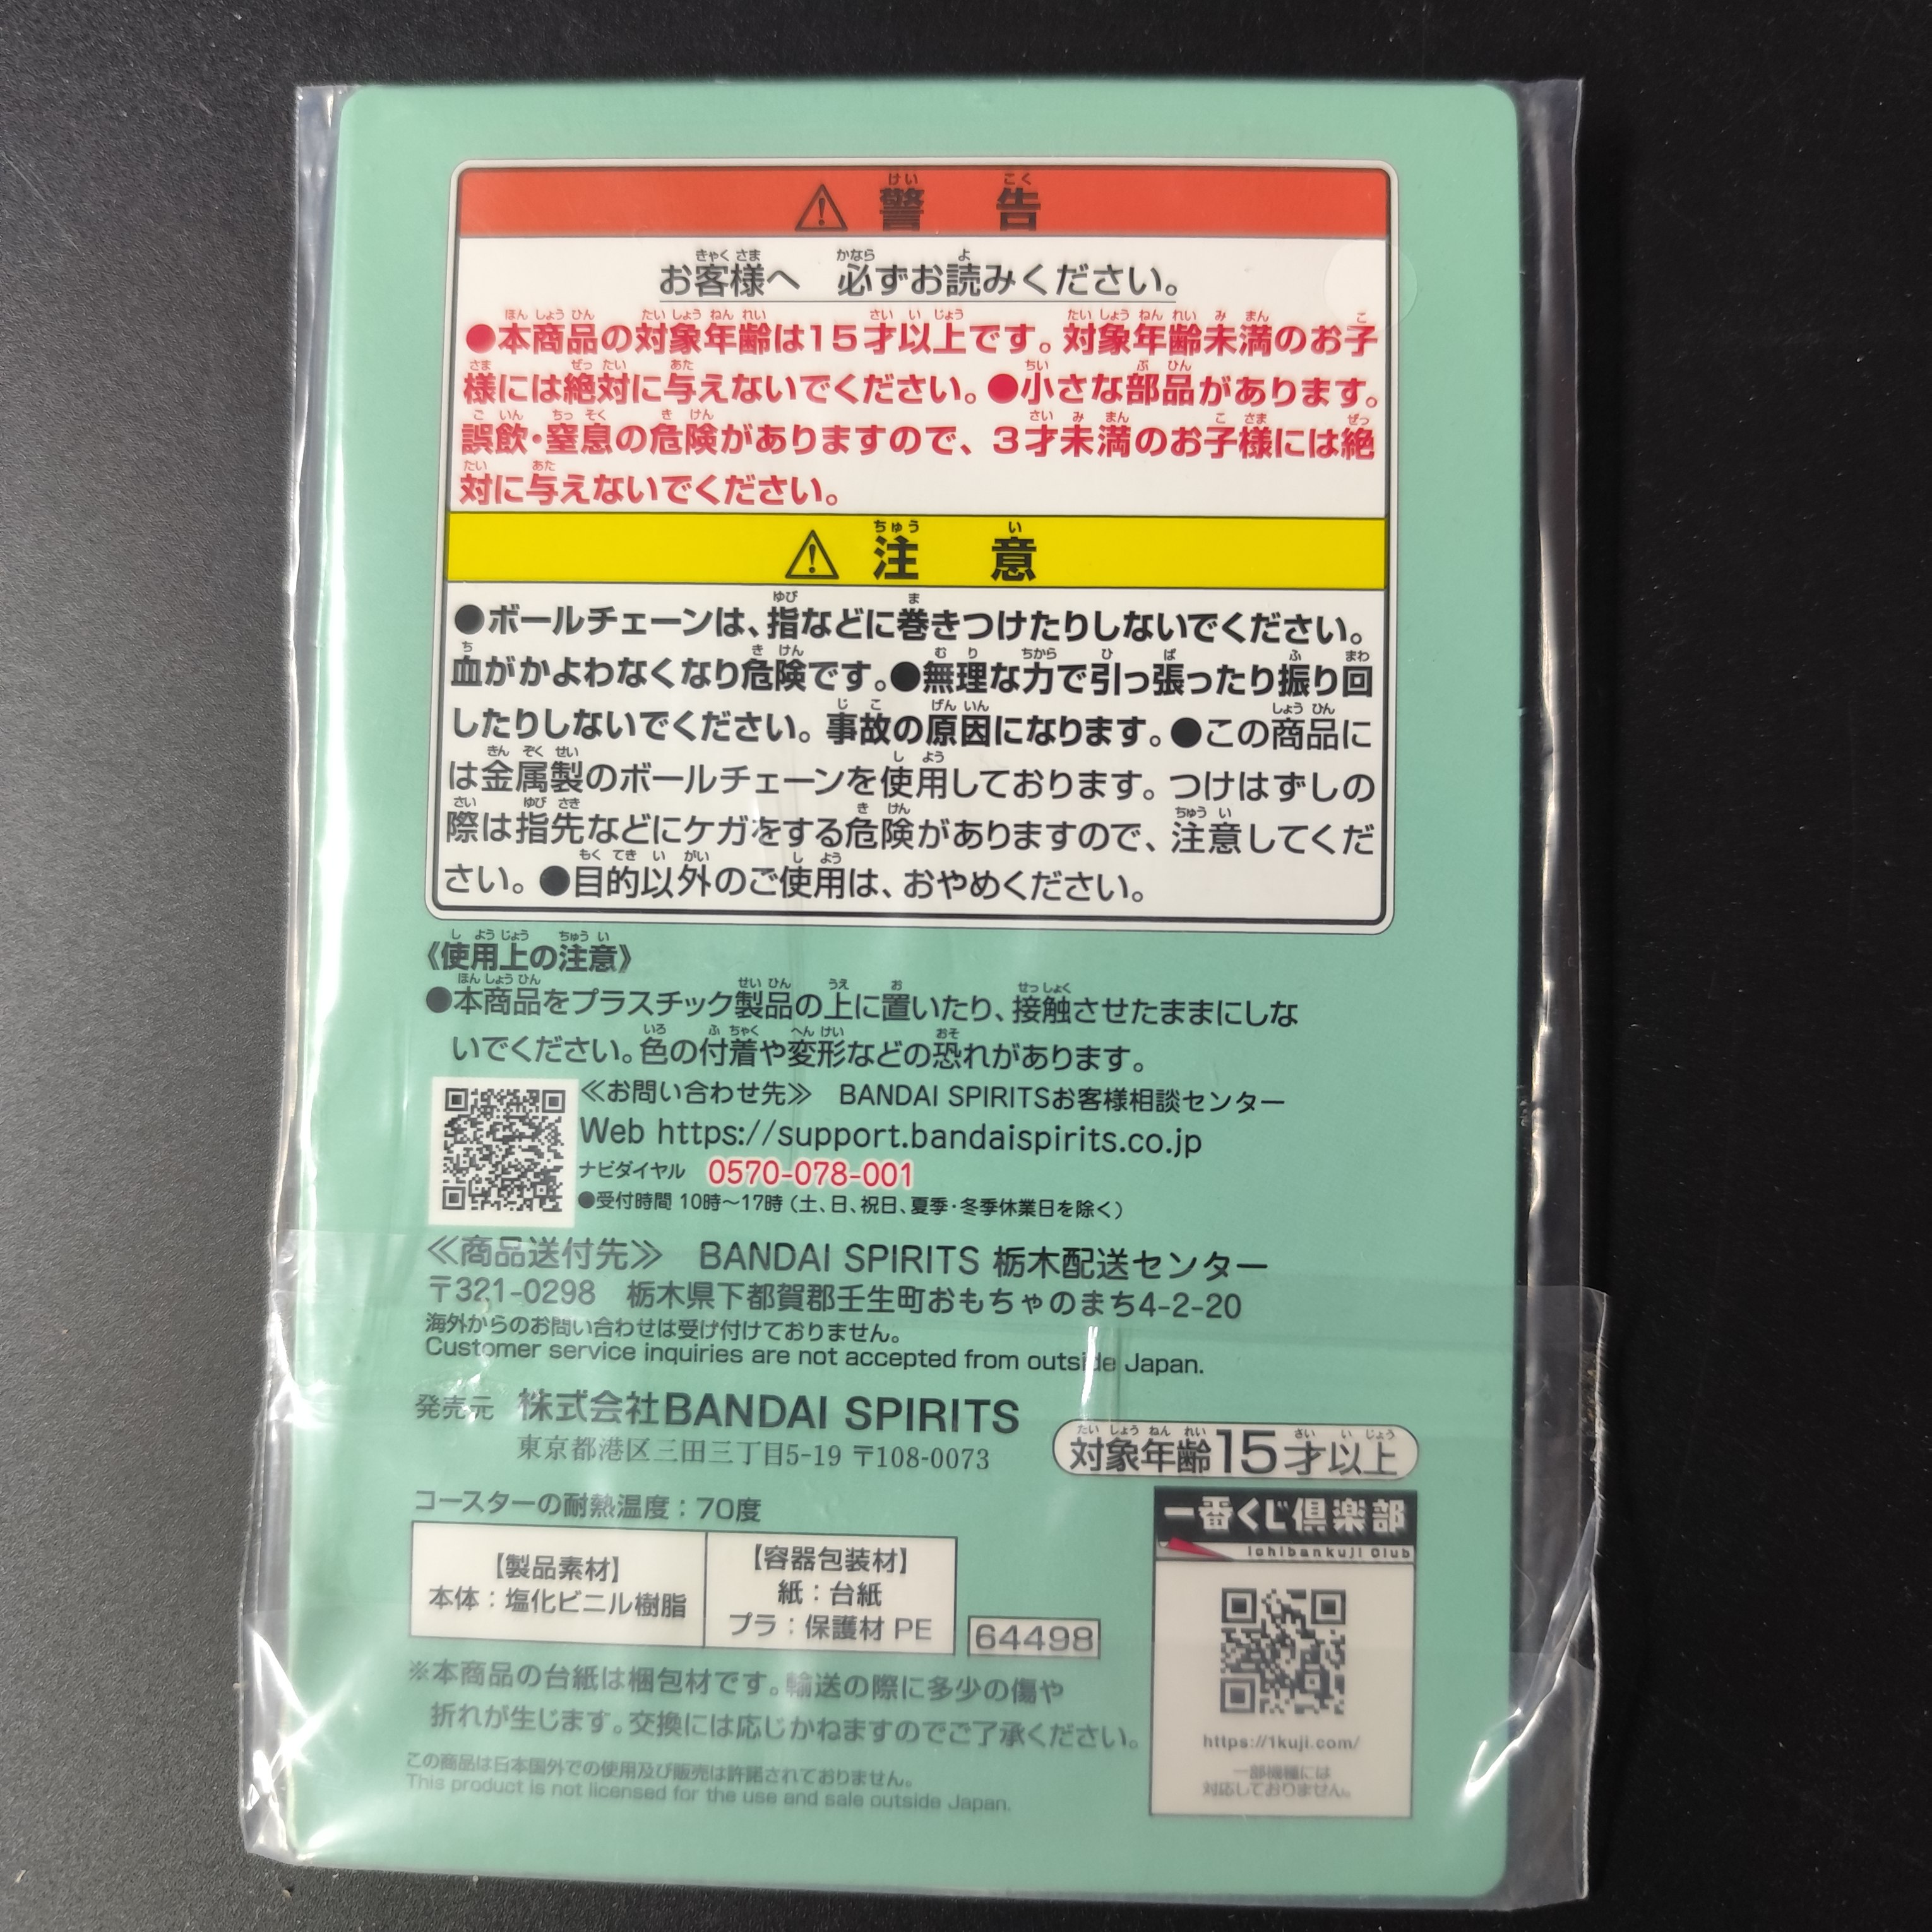 ⚠ 警告
お客様へ 必ずお読みください。
●本商品の対象年齢は15才以上です。対象年齢未満のお子
様には絶対に与えないでください。●小さな部品があります。
誤飲・窒息の危険がありますので、3才未満のお子様には絶
対に与えないでください。
⚠ 注意
●ボールチェーンは、指などに巻きつけたりしないでください。
血がかよわなくなり危険です。●無理な力で引っ張ったり振り回
したりしないでください。事故の原因になります。●この商品に
は金属製のボールチェーンを使用しております。つけはずしの
際は指先などにケガをする危険がありますので、注意してくだ
さい。●目的以外のご使用は、おやめください。
《使用上の注意》
●本商品をプラスチック製品の上に置いたり、接触させたままにしな
いでください。色の付着や変形などの恐れがあります。
≪お問い合わせ先≫ BANDAI SPIRITSお客様相談センター
Web https://support.bandaispirits.co.jp
ナビダイヤル 0570-078-001
●受付時間 10時～17時(土、日、祝日、夏季・冬季休業日を除く)
≪商品送付先≫ BANDAI SPIRITS 栃木配送センター
〒321-0298 栃木県下都賀郡壬生町おもちゃのまち4-2-20
海外からのお問い合わせは受け付けておりません。
Customer service inquiries are not accepted from outside Japan.
発売元 株式会社BANDAI SPIRITS
東京都港区三田三丁目5-19 〒108-0073
対象年齢15才以上
コースターの耐熱温度：70度
【製品素材】
本体：塩化ビニル樹脂
【容器包装材】
紙：台紙
プラ：保護材 PE
64498
一番くじ倶楽部
ichibankuji Club
https://1kuji.com/
一部機種には
対応しておりません。
※本商品の台紙は梱包材です。輸送の際に多少の傷や
折れが生じます。交換には応じかねますのでご了承ください。
この商品は日本国外での使用及び販売は許諾されておりません。
This product is not licensed for the use and sale outside Japan.